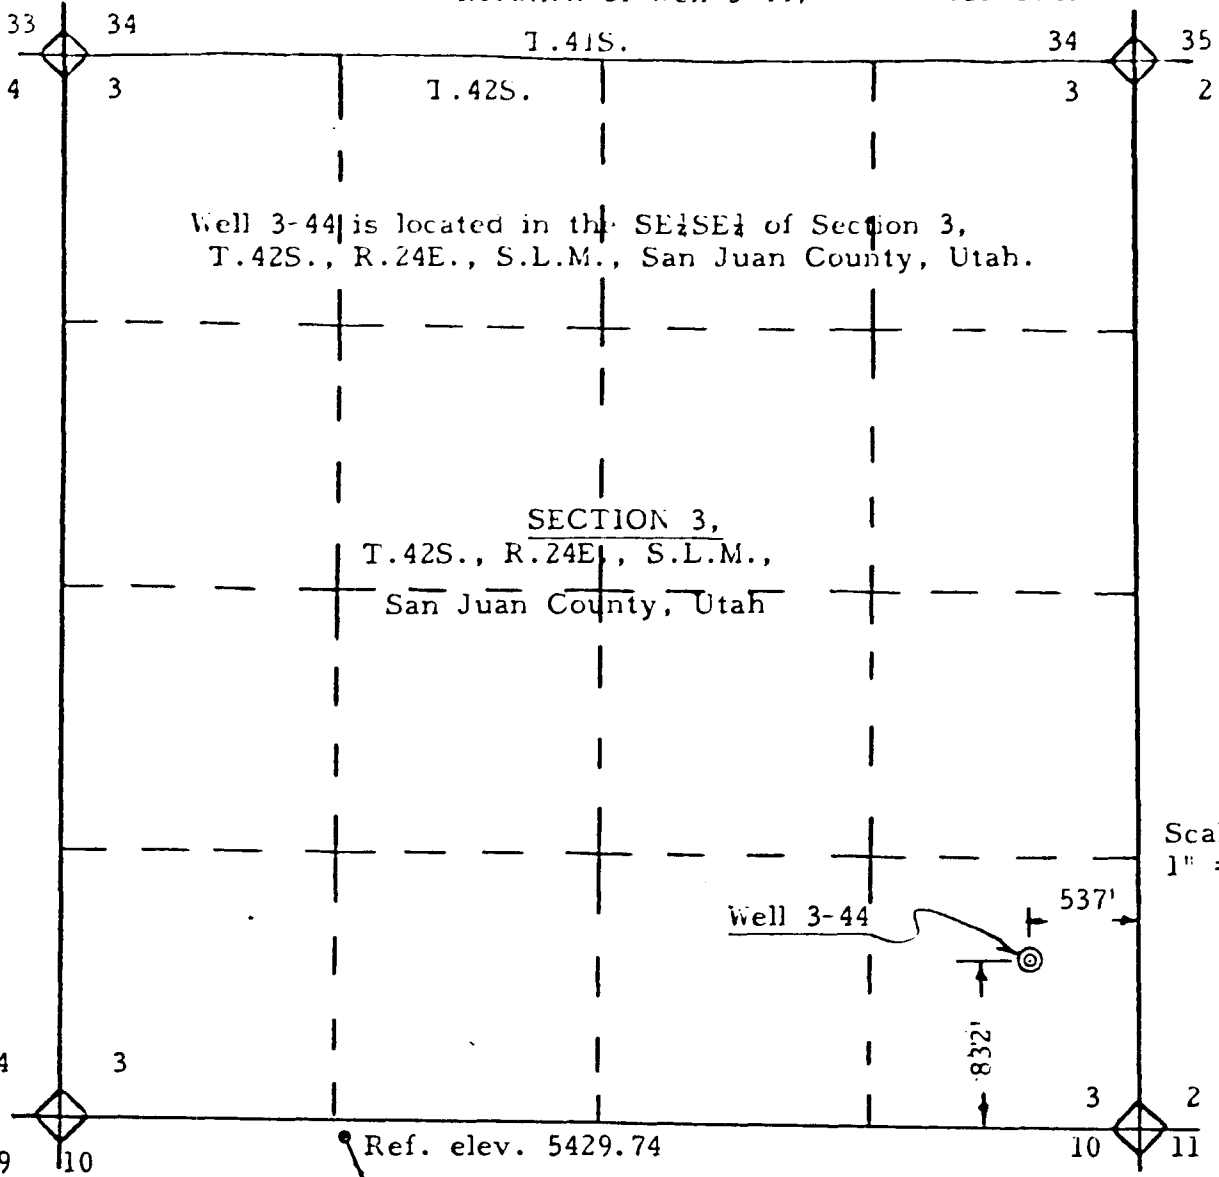 33 34
T.41S.
34 35
4 3
T.42S.
3 2
Well 3-44 is located in the SE¼SE¼ of Section 3,
T.42S., R.24E., S.L.M., San Juan County, Utah.
SECTION 3,
T.42S., R.24E., S.L.M.,
San Juan County, Utah
1"
537'
Well 3-44
832'
4 3
3 2
Ref. elev. 5429.74
9 10
10 11